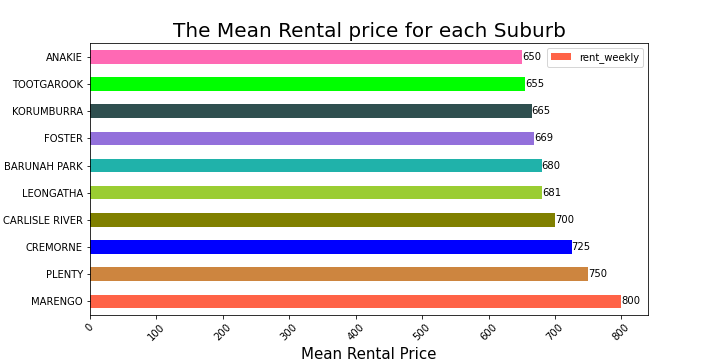 The Mean Rental price for each Suburb
rent_weekly
ANAKIE 650
TOOTGAROOK 655
KORUMBURRA 665
FOSTER 669
BARUNAH PARK 680
LEONGATHA 681
CARLISLE RIVER 700
CREMORNE 725
PLENTY 750
MARENGO 800
0 100 200 300 400 500 600 700 800
Mean Rental Price